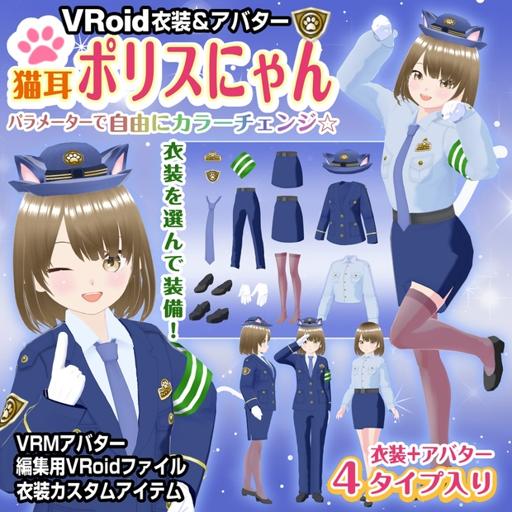 VRoid衣装&アバター
猫耳ポリスにゃん
パラメーターで自由にカラーチェンジ☆
衣装を選んで装備!
VRMアバター
編集用VRoidファイル
衣装カスタムアイテム
衣装+アバター
4タイプ入り